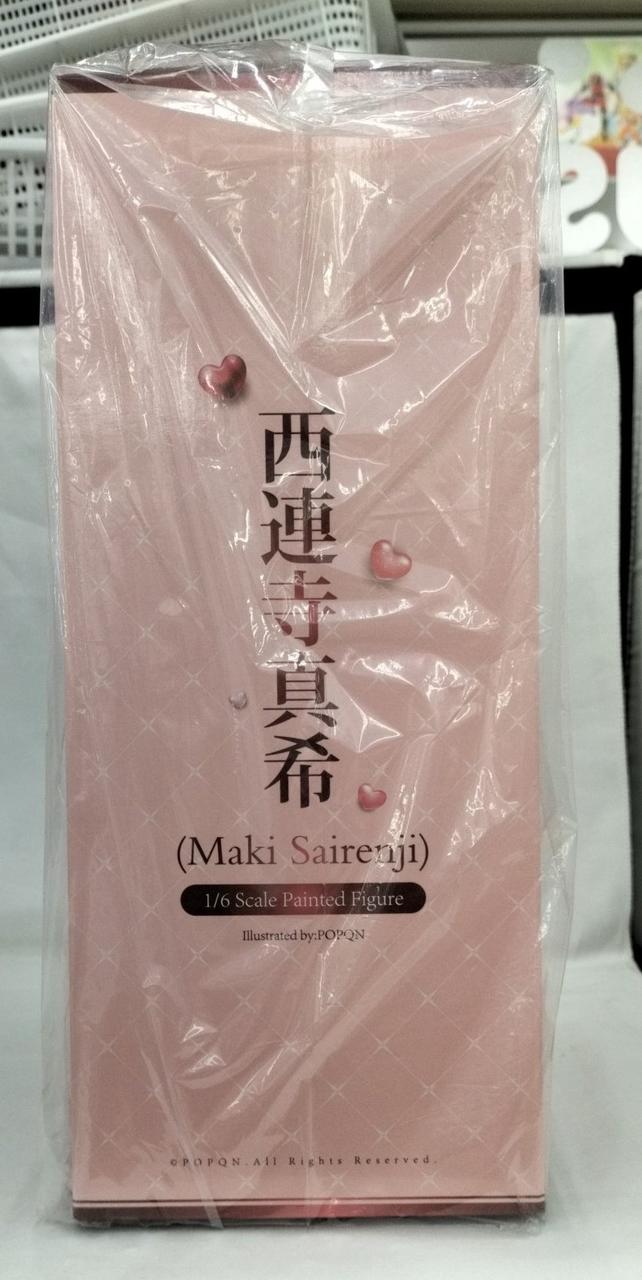 西連寺真希
(Maki Sairenji)
1/6 Scale Painted Figure
Illustrated by:POPQN
©POPQN.All Rights Reserved.